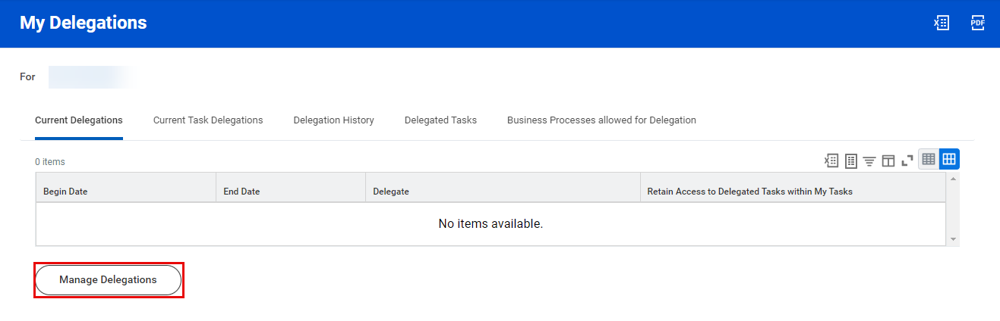 My Delegations
PDF
For
Current Delegations Current Task Delegations Delegation History Delegated Tasks Business Processes allowed for Delegation
0 items
Begin Date End Date Delegate Retain Access to Delegated Tasks within My Tasks
No items available.
Manage Delegations